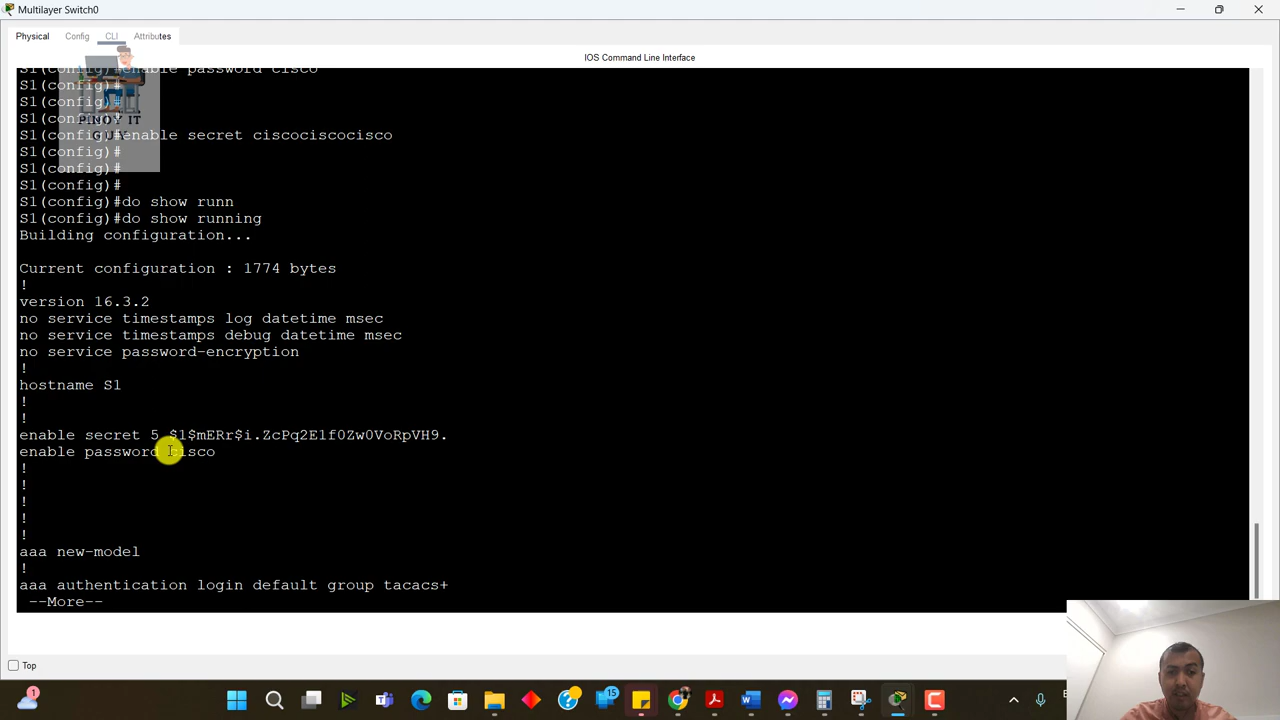 Multilayer Switch0
Physical Config CLI Attributes
IOS Command Line Interface
S1(config)#enable password cisco
S1(config)#
S1(config)#
S1(config)#
PINOY IT
S1(config)#enable secret ciscociscocisco
S1(config)#
S1(config)#
S1(config)#
S1(config)#do show runn
S1(config)#do show running
Building configuration...
Current configuration : 1774 bytes
!
version 16.3.2
no service timestamps log datetime msec
no service timestamps debug datetime msec
no service password-encryption
!
hostname S1
!
!
enable secret 5 $1$mERr$i.ZcPq2E1f0Zw0VoRpVH9.
enable password cisco
!
!
!
!
!
aaa new-model
!
aaa authentication login default group tacacs+
--More--
Top
1
15